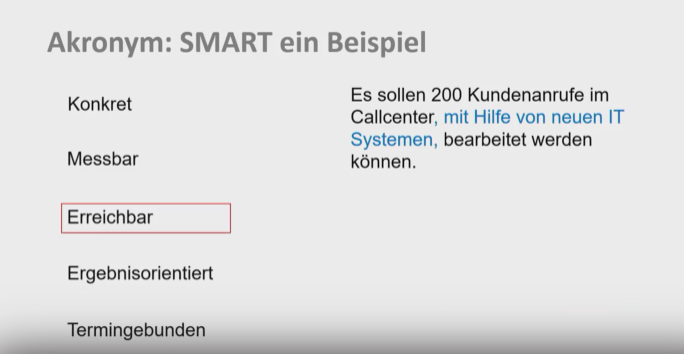 Akronym: SMART ein Beispiel
Konkret
Messbar
Erreichbar
Ergebnisorientiert
Termingebunden
Es sollen 200 Kundenanrufe im
Callcenter, mit Hilfe von neuen IT
Systemen, bearbeitet werden
können.